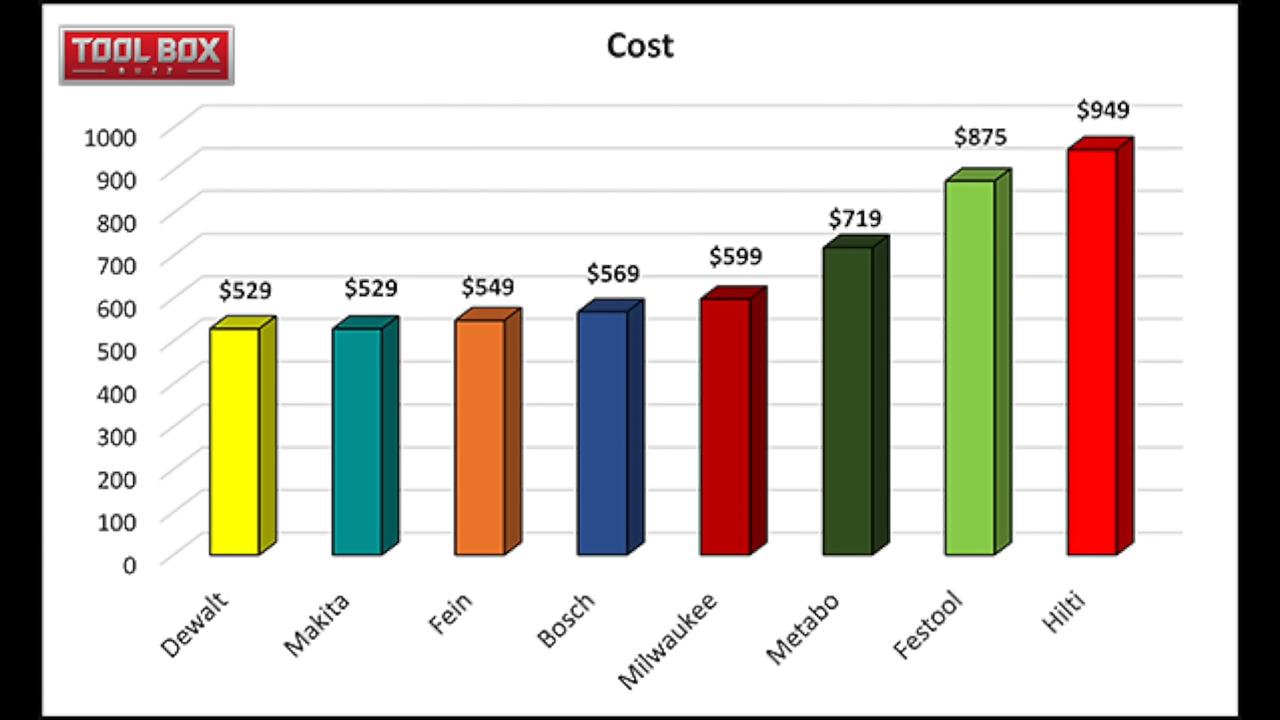 TOOL BOX
BUFF
Cost
1000
900
800
700
600
500
400
300
200
100
0
$529
$529
$549
$569
$599
$719
$875
$949
Dewalt
Makita
Fein
Bosch
Milwaukee
Metabo
Festool
Hilti